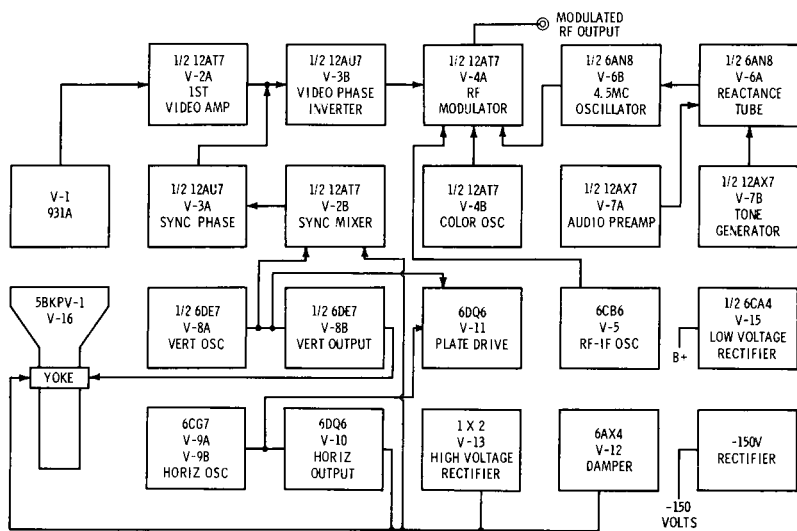 MODULATED
RF OUTPUT
1/2 12AT7
V-2A
1ST
VIDEO AMP
1/2 12AU7
V-3B
VIDEO PHASE
INVERTER
1/2 12AT7
V-4A
RF
MODULATOR
1/2 6AN8
V-6B
4.5MC
OSCILLATOR
1/2 6AN8
V-6A
REACTANCE
TUBE
V-1
931A
1/2 12AU7
V-3A
SYNC PHASE
1/2 12AT7
V-2B
SYNC MIXER
1/2 12AT7
V-4B
COLOR OSC
1/2 12AX7
V-7A
AUDIO PREAMP
1/2 12AX7
V-7B
TONE
GENERATOR
5BKPV-1
V-16
YOKE
1/2 6DE7
V-8A
VERT OSC
1/2 6DE7
V-8B
VERT OUTPUT
6DQ6
V-11
PLATE DRIVE
6CB6
V-5
RF-IF OSC
B+
1/2 6CA4
V-15
LOW VOLTAGE
RECTIFIER
6CG7
V-9A
V-9B
HORIZ OSC
6DQ6
V-10
HORIZ
OUTPUT
1 X 2
V-13
HIGH VOLTAGE
RECTIFIER
6AX4
V-12
DAMPER
-150
VOLTS
-150V
RECTIFIER